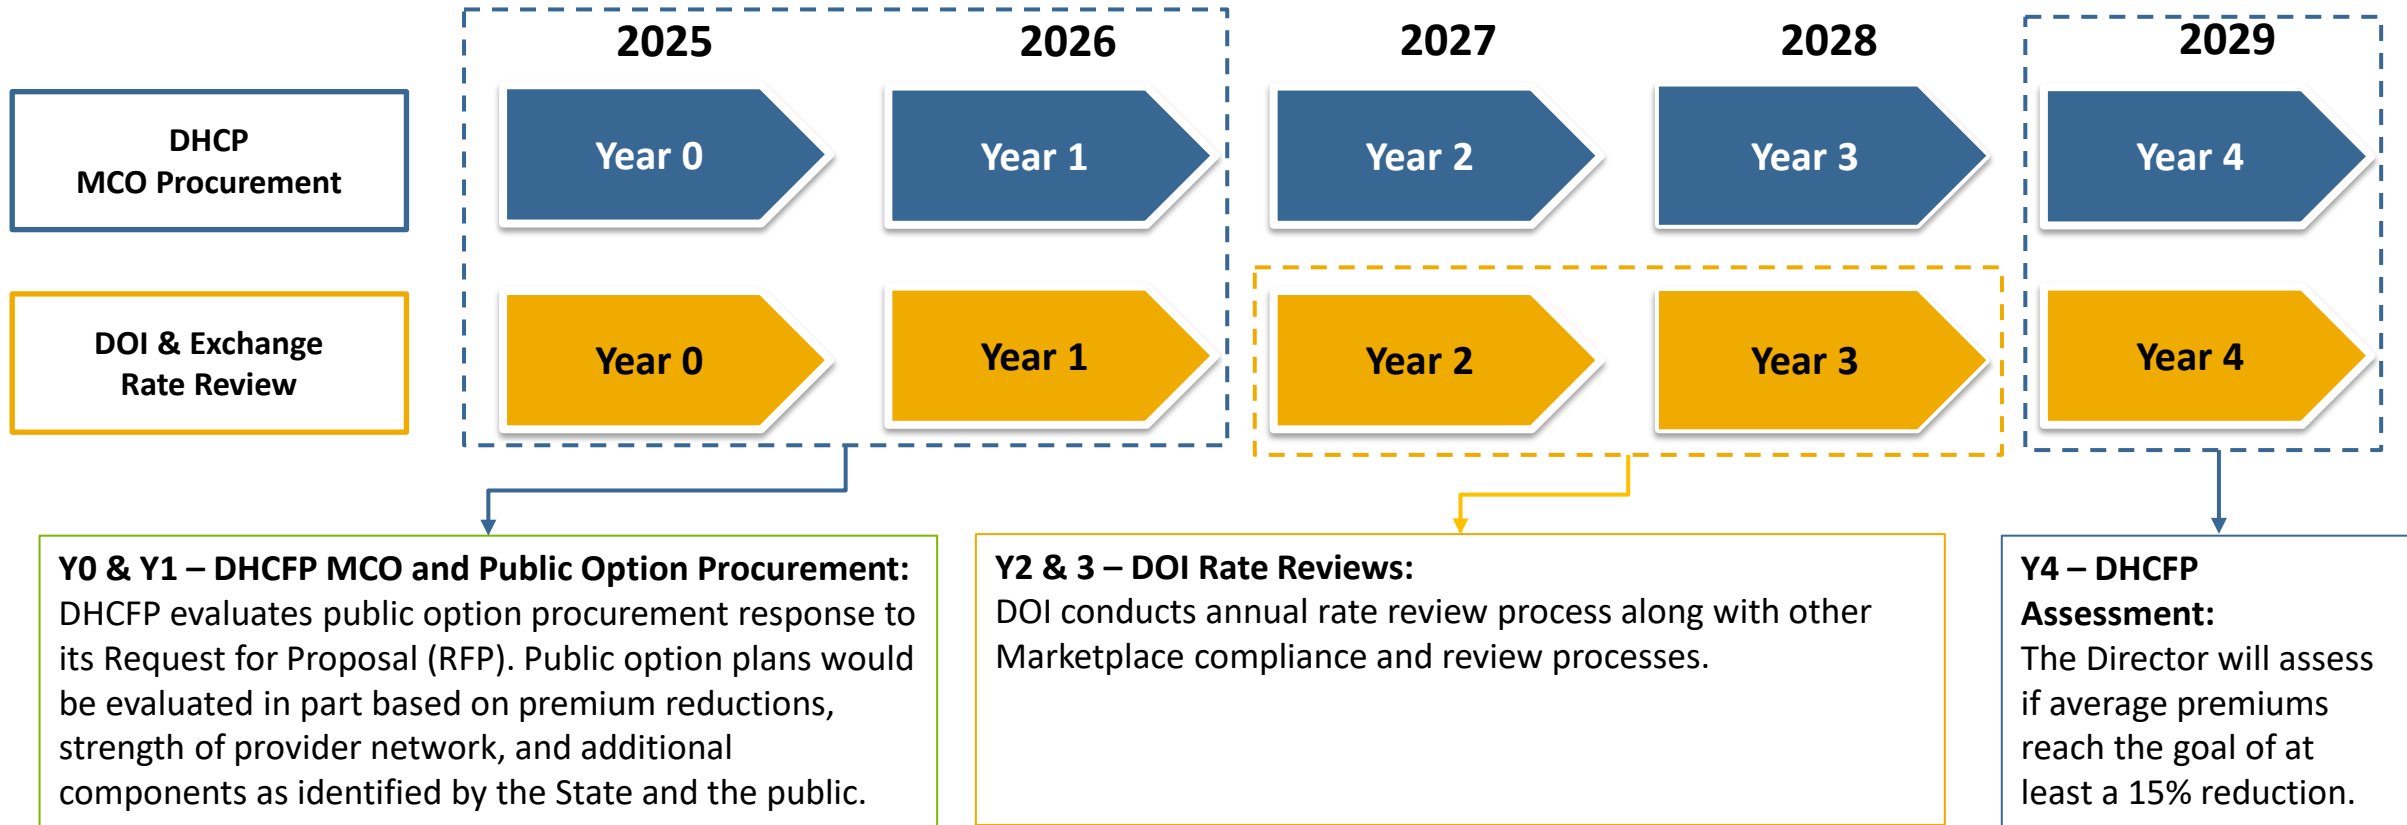 2025 2026 2027 2028 2029
DHCP
MCO Procurement
Year 0 Year 1 Year 2 Year 3 Year 4
DOI & Exchange
Rate Review
Year 0 Year 1 Year 2 Year 3 Year 4
Y0 & Y1 – DHCFP MCO and Public Option Procurement:
DHCFP evaluates public option procurement response to
its Request for Proposal (RFP). Public option plans would
be evaluated in part based on premium reductions,
strength of provider network, and additional
components as identified by the State and the public.
Y2 & 3 – DOI Rate Reviews:
DOI conducts annual rate review process along with other
Marketplace compliance and review processes.
Y4 – DHCFP
Assessment:
The Director will assess
if average premiums
reach the goal of at
least a 15% reduction.